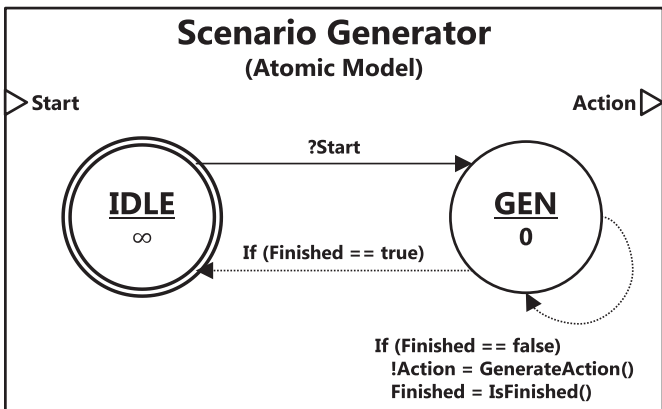 Scenario Generator
(Atomic Model)
Start
Action
?Start
IDLE
∞
GEN
0
If (Finished == true)
If (Finished == false)
!Action = GenerateAction()
Finished = IsFinished()